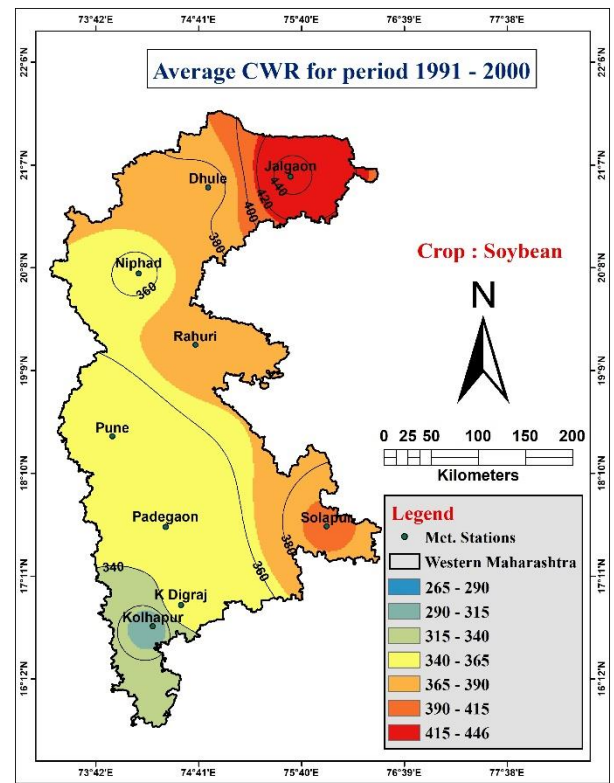 73°42'E 74°41'E 75°40'E 76°39'E 77°38'E
22°6'N
Average CWR for period 1991 - 2000
21°7'N
Jalgaon
Dhule
440
420
400
380
Crop : Soybean
20°8'N
Niphad
360
N
Rahuri
19°9'N
Pune
0 25 50 100 150 200
Kilometers
18°10'N
Padegaon
Solapur
380
360
Legend
Met. Stations
Western Maharashtra
17°11'N
340
K Digraj
Kolhapur
265 - 290
290 - 315
315 - 340
340 - 365
365 - 390
390 - 415
415 - 446
16°12'N
73°42'E 74°41'E 75°40'E 76°39'E 77°38'E
22°6'N
21°7'N
20°8'N
19°9'N
18°10'N
17°11'N
16°12'N